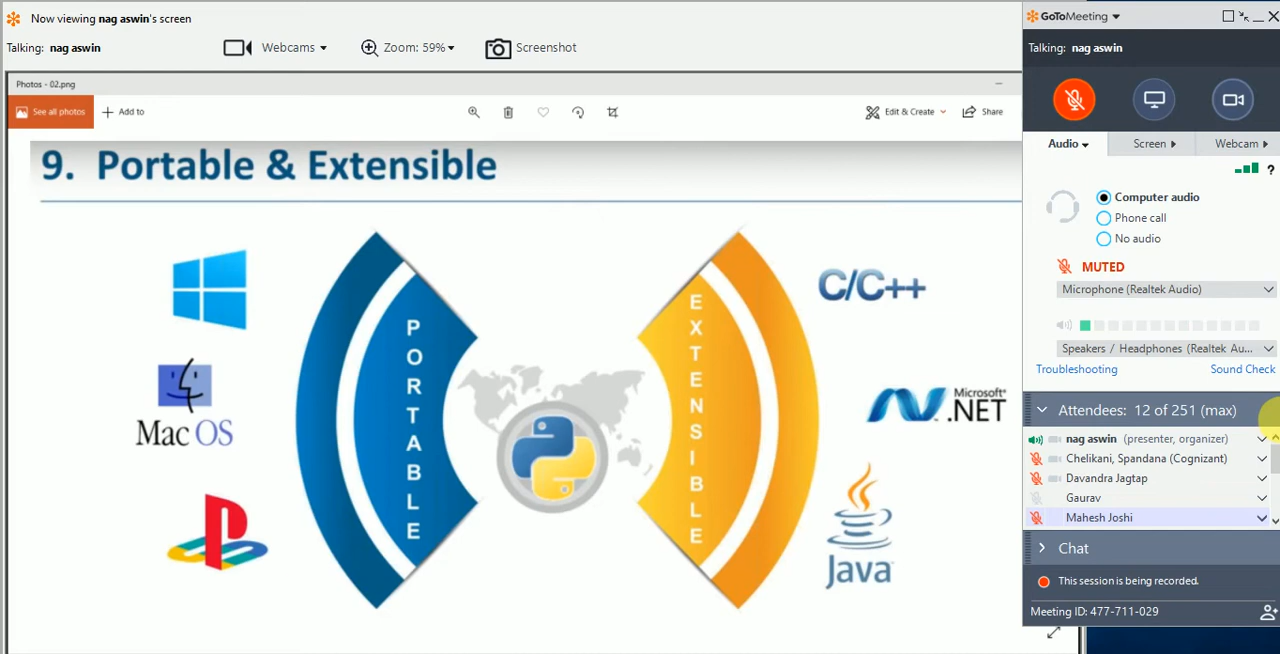 Now viewing nag aswin's screen
Talking: nag aswin
Webcams
Zoom: 59%
Screenshot
Photos - 02.png
See all photos
Add to
Edit & Create
Share
9. Portable & Extensible
PORTABLE
EXTENSIBLE
Mac OS
C/C++
Microsoft®
.NET
Java
GoToMeeting
Talking: nag aswin
Audio
Screen
Webcam
?
Computer audio
Phone call
No audio
MUTED
Microphone (Realtek Audio)
Speakers / Headphones (Realtek Au...
Troubleshooting
Sound Check
Attendees: 12 of 251 (max)
nag aswin (presenter, organizer)
Chelikani, Spandana (Cognizant)
Davandra Jagtap
Gaurav
Mahesh Joshi
Chat
This session is being recorded.
Meeting ID: 477-711-029